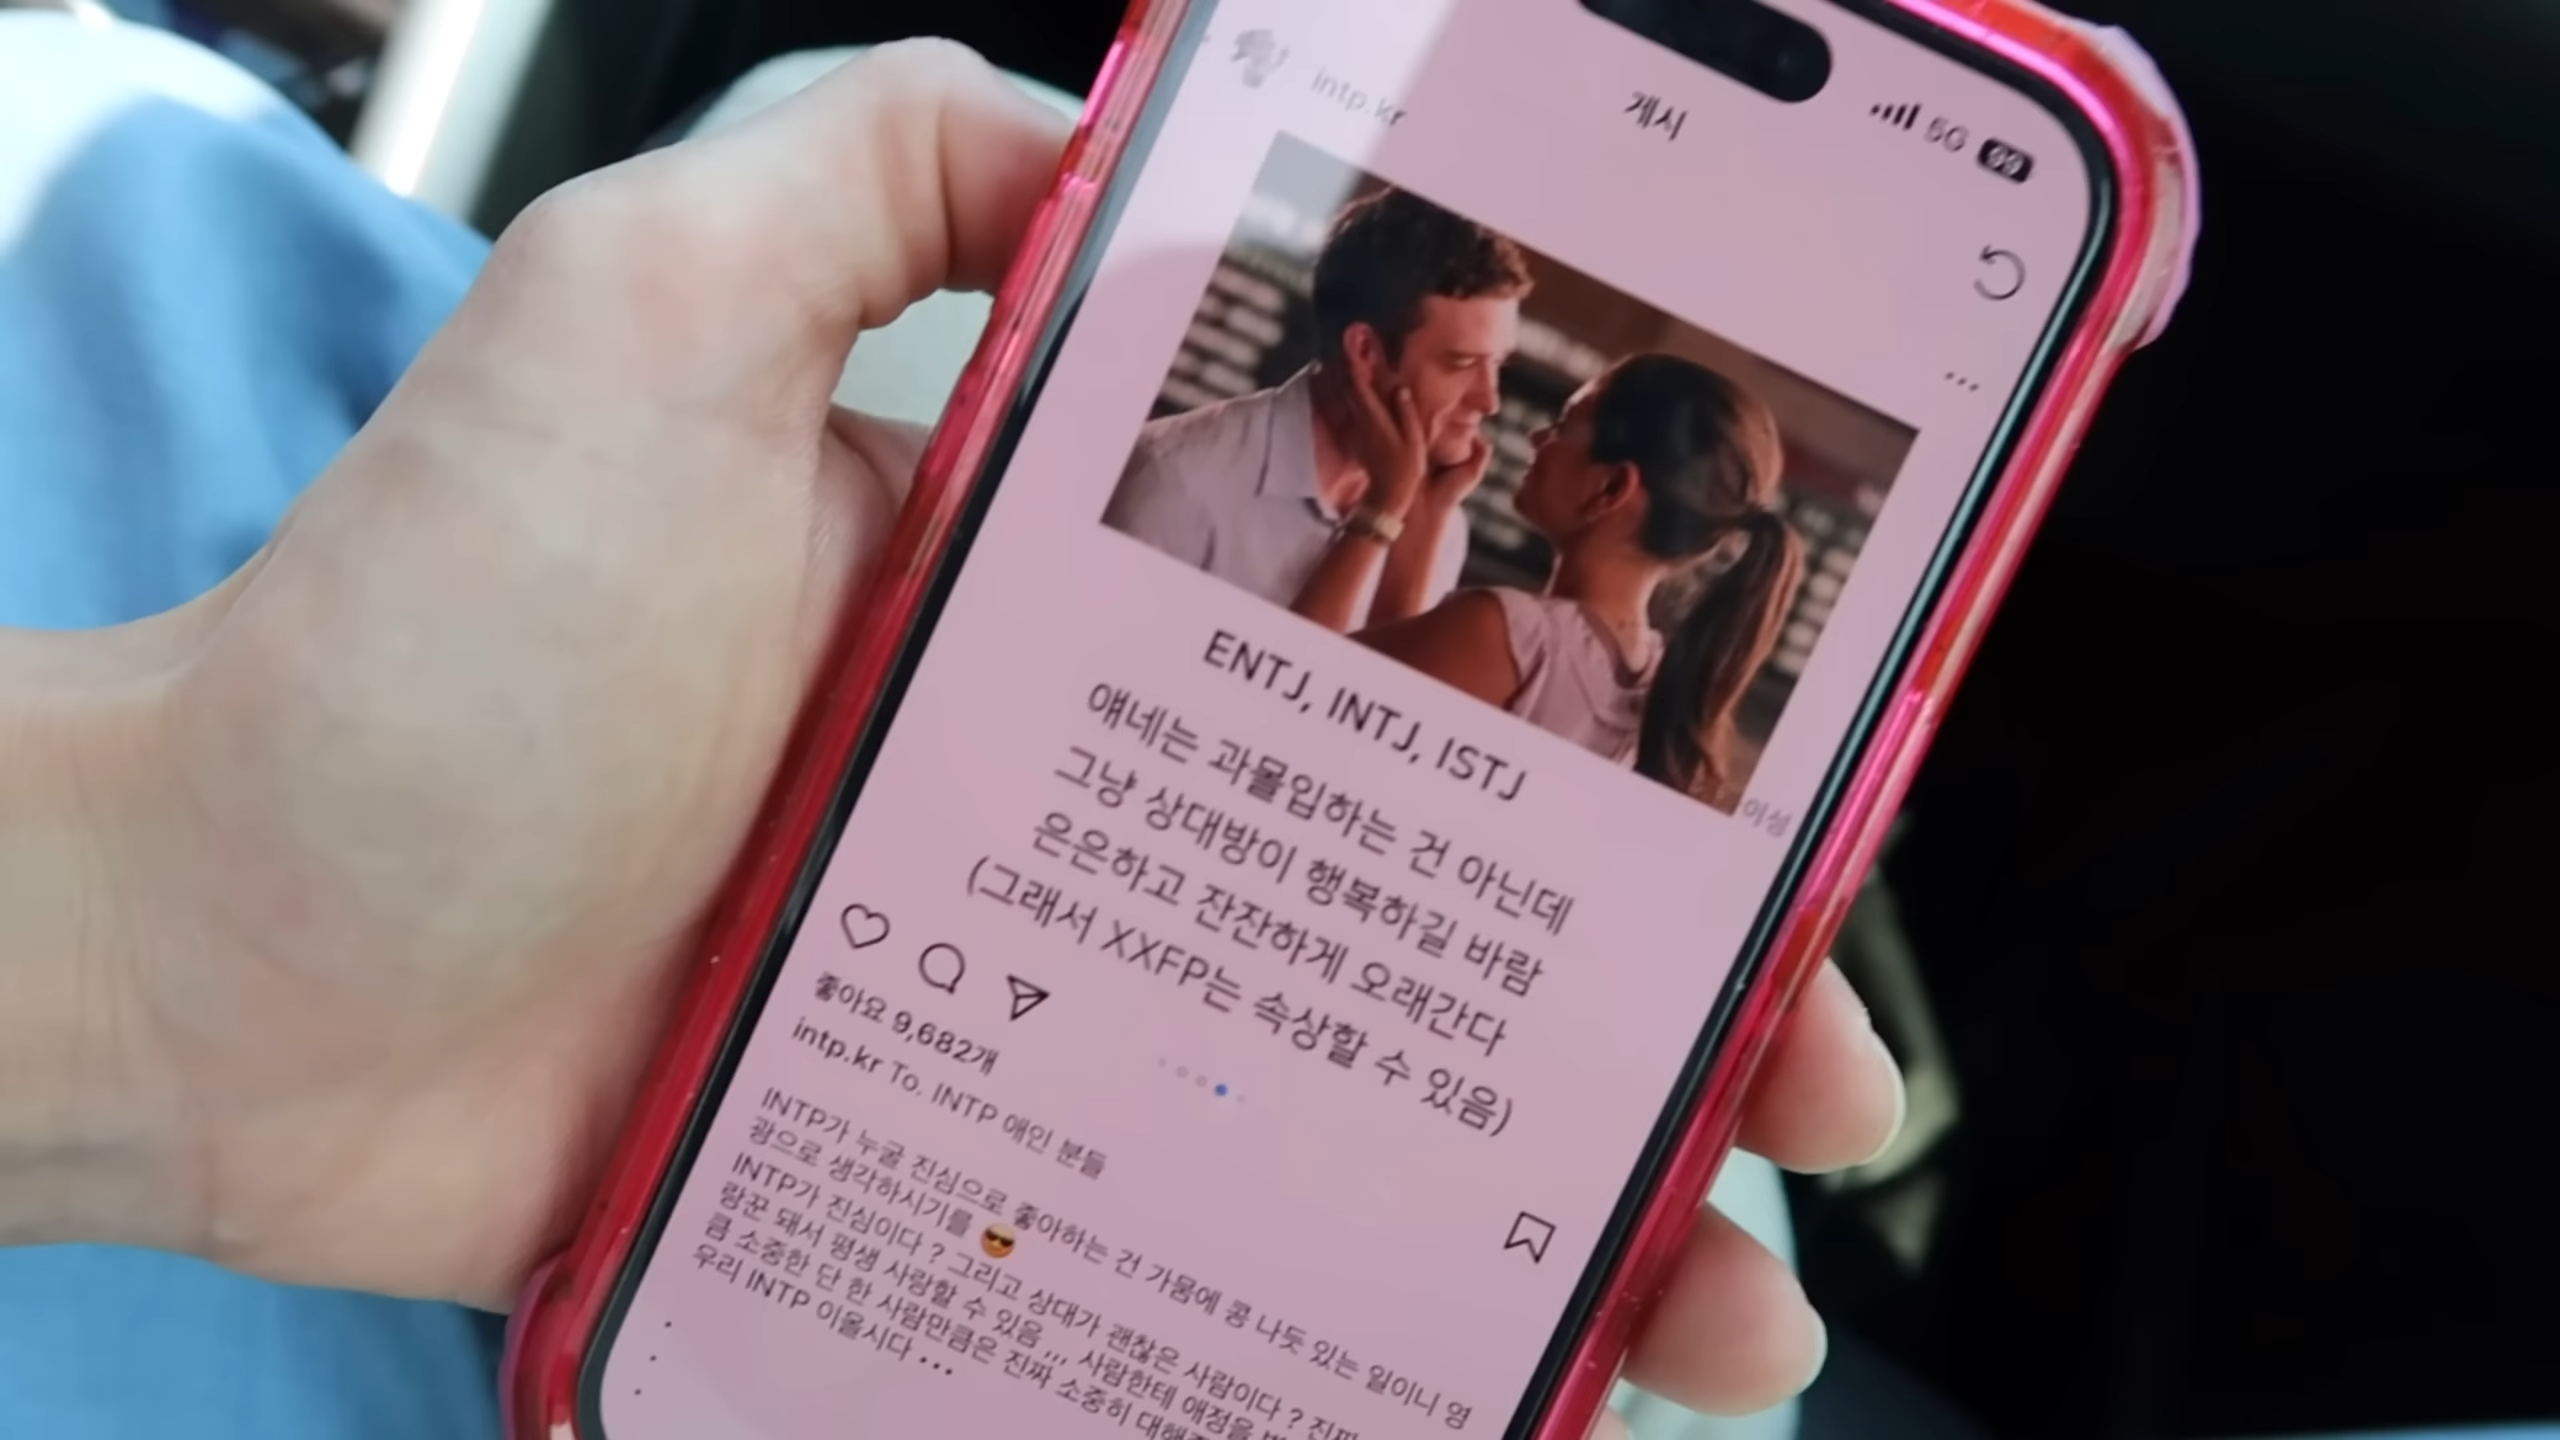 게시
5G 99
intp.kr
이성
ENTJ, INTJ, ISTJ
얘네는 과몰입하는 건 아닌데
그냥 상대방이 행복하길 바람
은은하고 잔잔하게 오래간다
(그래서 XXFP는 속상할 수 있음)
좋아요 9,682개
intp.kr To. INTP 애인 분들
INTP가 누굴 진심으로 좋아하는 건 가뭄에 콩 나듯 있는 일이니 영
광으로 생각하시기를 😎
INTP가 진심이다 ? 그리고 상대가 괜찮은 사람이다 ? 진짜
랑꾼 돼서 평생 사랑할 수 있음 ,,, 사람한테 애정을
큼 소중한 단 한 사람만큼은 진짜 소중히
우리 INTP 이올시다 •••